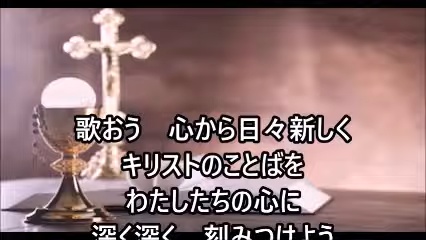 歌おう　心から日々新しく
キリストのことばを
わたしたちの心に
深く深く　刻みつけよう